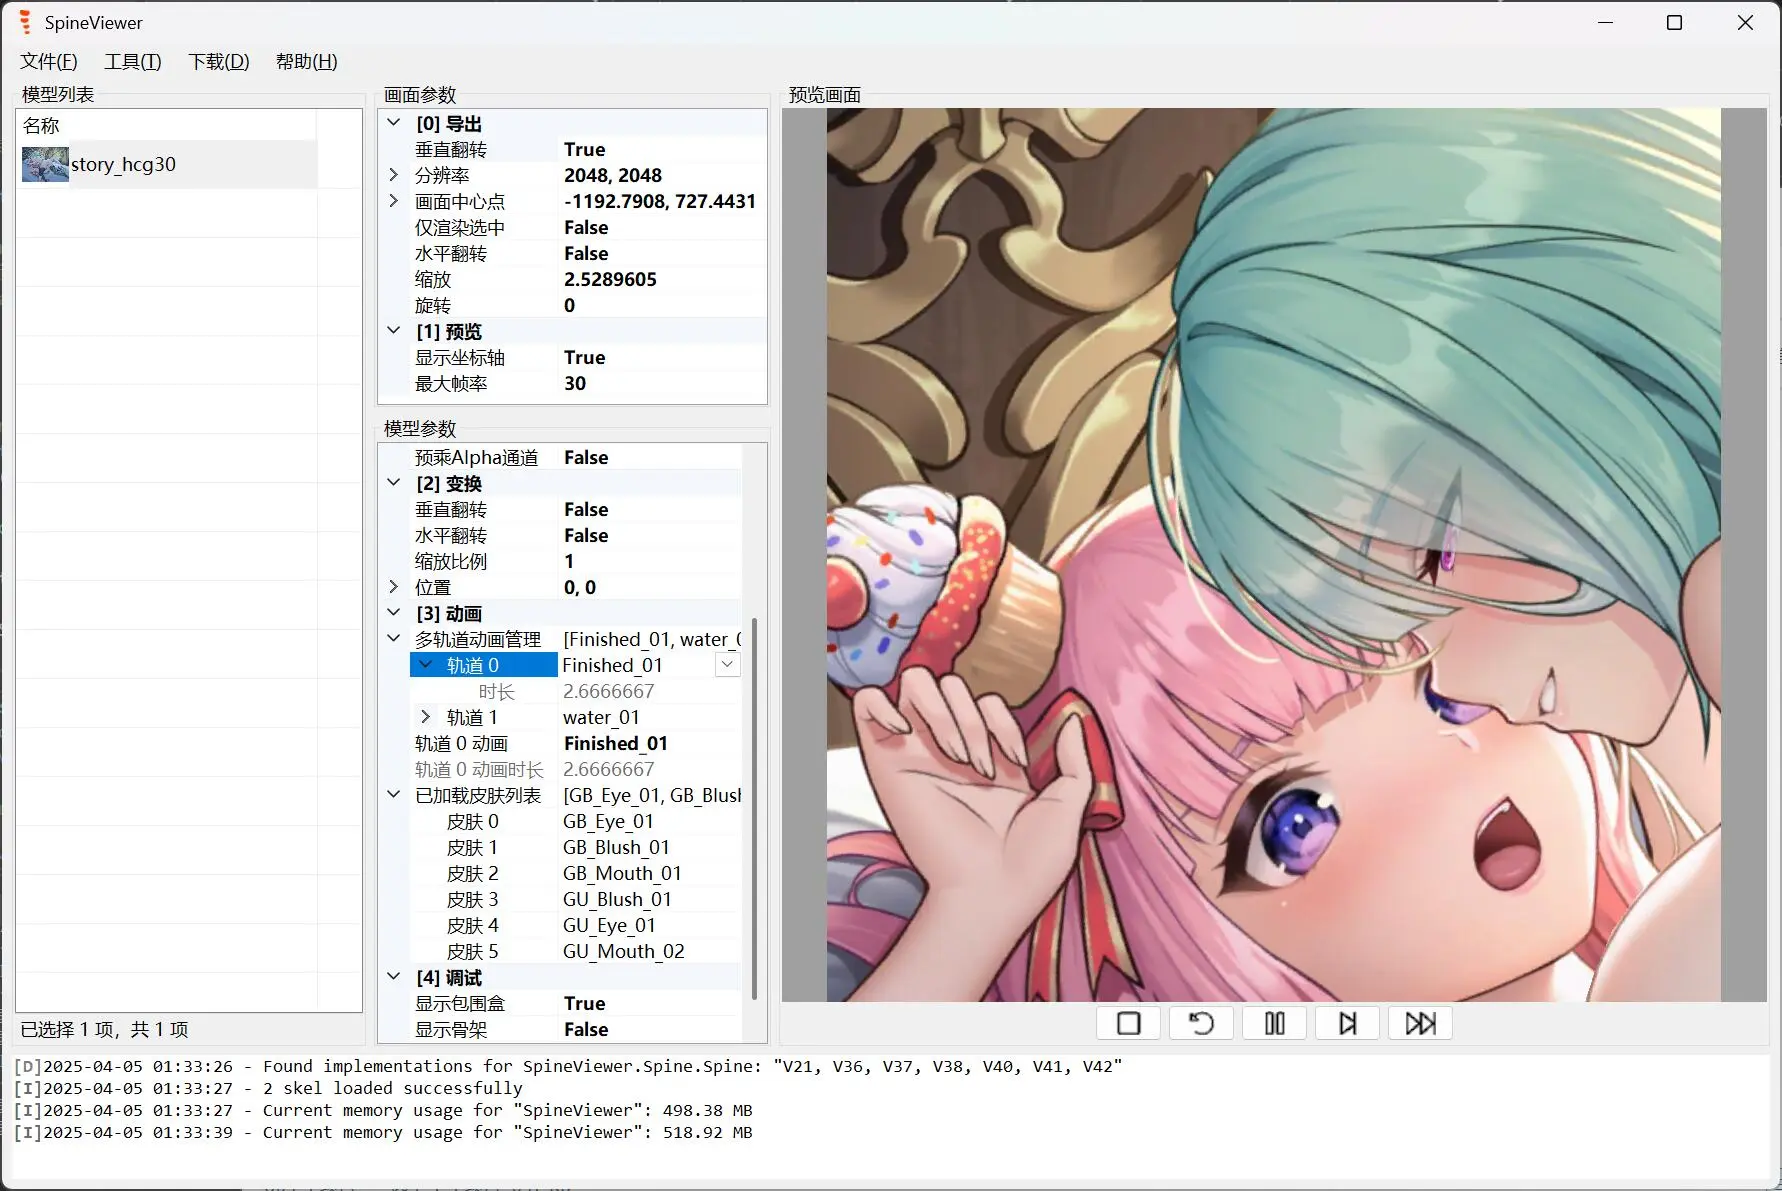 SpineViewer
文件(F) 工具(T) 下载(D) 帮助(H)
模型列表
名称
story_hcg30
已选择 1 项，共 1 项
画面参数
[0] 导出
垂直翻转 True
分辨率 2048, 2048
画面中心点 -1192.7908, 727.4431
仅渲染选中 False
水平翻转 False
缩放 2.5289605
旋转 0
[1] 预览
显示坐标轴 True
最大帧率 30
模型参数
预乘Alpha通道 False
[2] 变换
垂直翻转 False
水平翻转 False
缩放比例 1
位置 0, 0
[3] 动画
多轨道动画管理 [Finished_01, water_0
轨道 0 Finished_01
时长 2.6666667
轨道 1 water_01
轨道 0 动画 Finished_01
轨道 0 动画时长 2.6666667
已加载皮肤列表 [GB_Eye_01, GB_Blush
皮肤 0 GB_Eye_01
皮肤 1 GB_Blush_01
皮肤 2 GB_Mouth_01
皮肤 3 GU_Blush_01
皮肤 4 GU_Eye_01
皮肤 5 GU_Mouth_02
[4] 调试
显示包围盒 True
显示骨架 False
预览画面
[D]2025-04-05 01:33:26 - Found implementations for SpineViewer.Spine.Spine: "V21, V36, V37, V38, V40, V41, V42"
[I]2025-04-05 01:33:27 - 2 skel loaded successfully
[I]2025-04-05 01:33:27 - Current memory usage for "SpineViewer": 498.38 MB
[I]2025-04-05 01:33:39 - Current memory usage for "SpineViewer": 518.92 MB